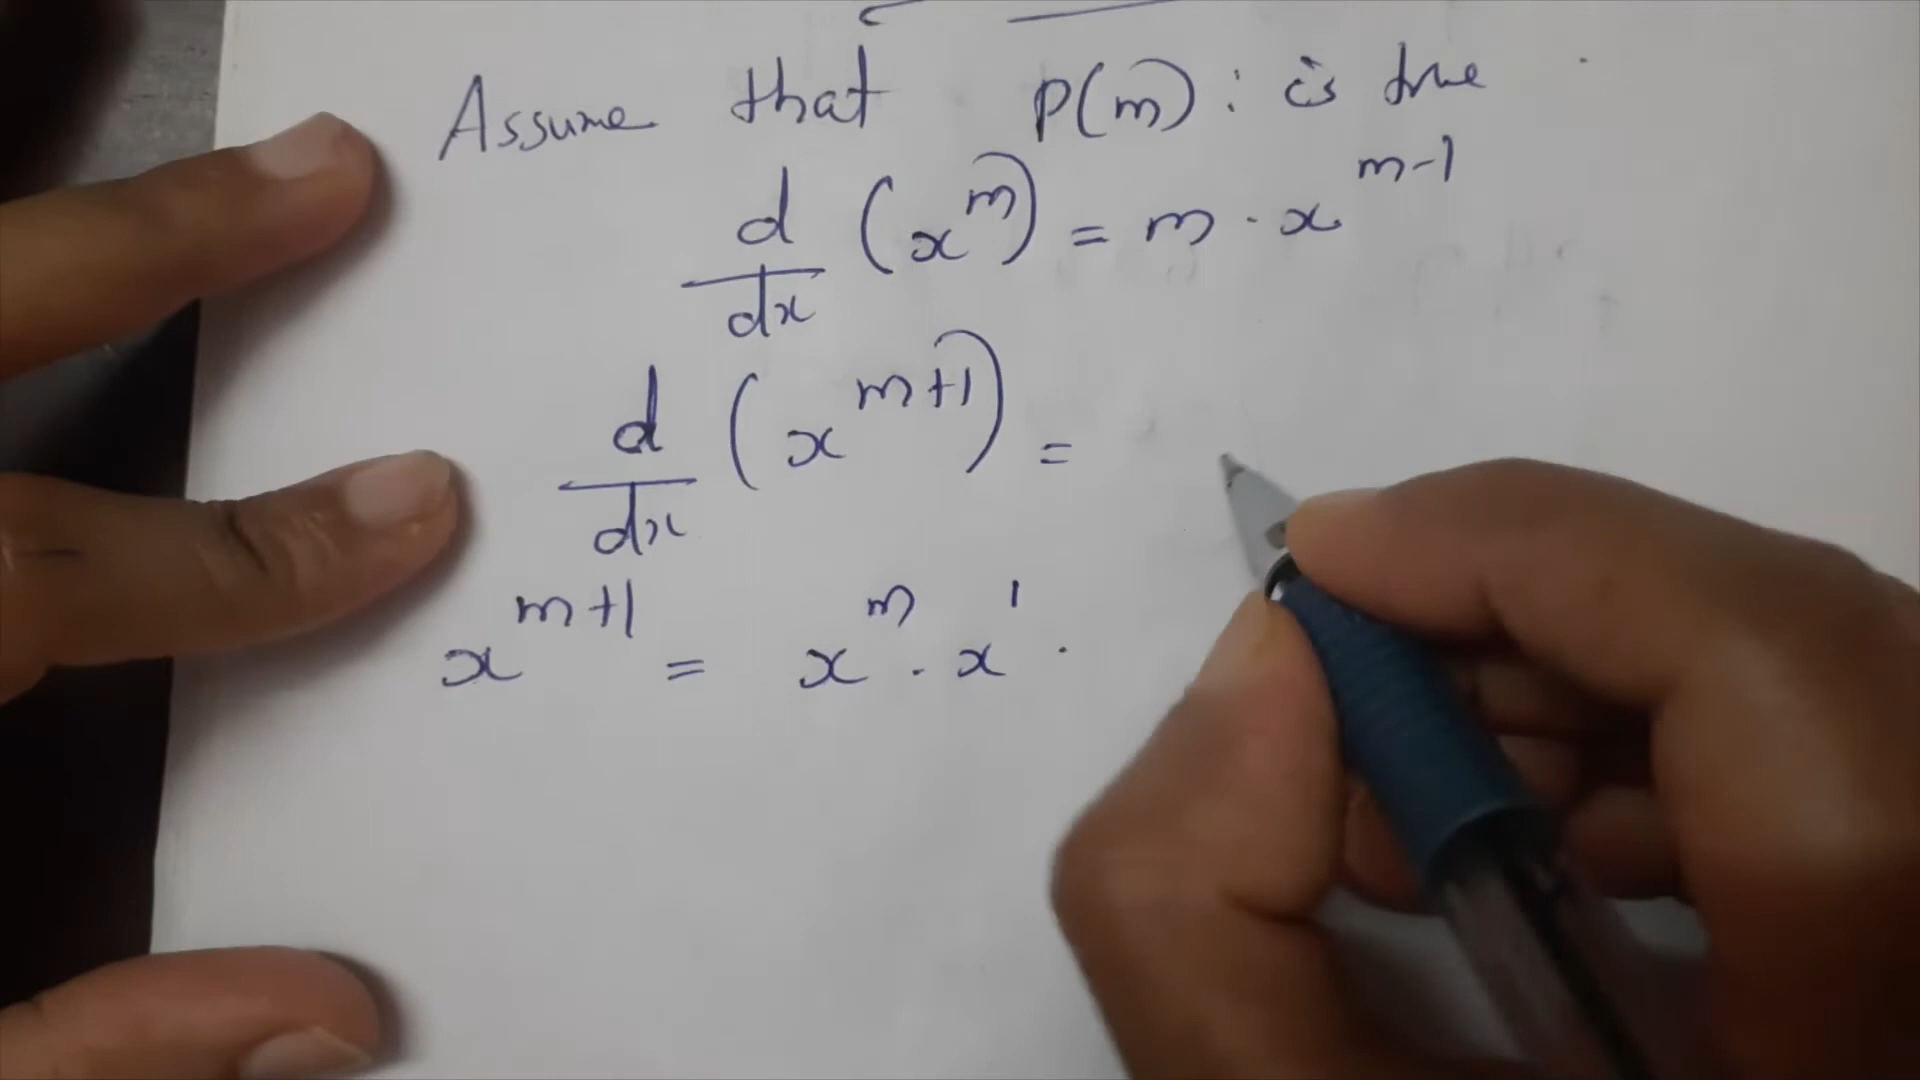 Assume that P(m): is true.
d/dx (x^m) = m · x^{m-1}
d/dx (x^{m+1}) =
x^{m+1} = x^m · x^1 ·